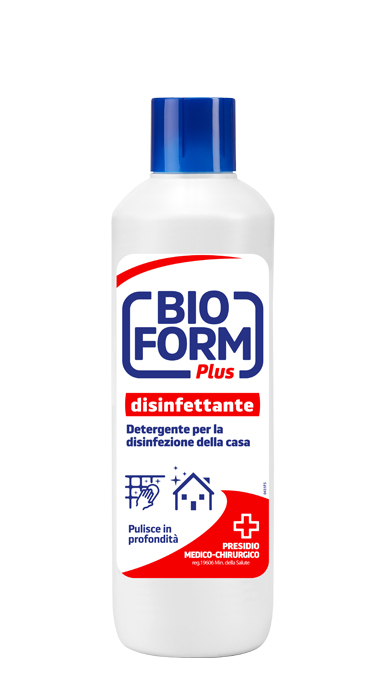 BIO
FORM
Plus
disinfettante
Detergente per la
disinfezione della casa
Pulisce in
profondità
PRESIDIO
MEDICO-CHIRURGICO
reg.19606 Min. della Salute